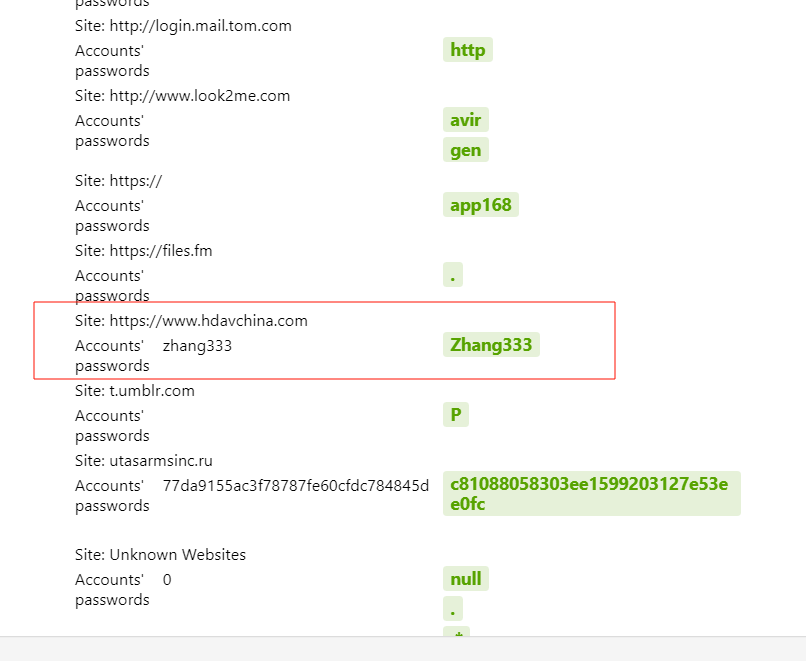 passwords
Site: http://login.mail.tom.com
Accounts' http
passwords
Site: http://www.look2me.com
Accounts' avir
passwords gen
Site: https://
Accounts' app168
passwords
Site: https://files.fm
Accounts' .
passwords
Site: https://www.hdavchina.com
Accounts' zhang333 Zhang333
passwords
Site: t.umblr.com
Accounts' P
passwords
Site: utasarmsinc.ru
Accounts' 77da9155ac3f78787fe60cfdc784845d c81088058303ee1599203127e53e
passwords e0fc
Site: Unknown Websites
Accounts' 0 null
passwords .